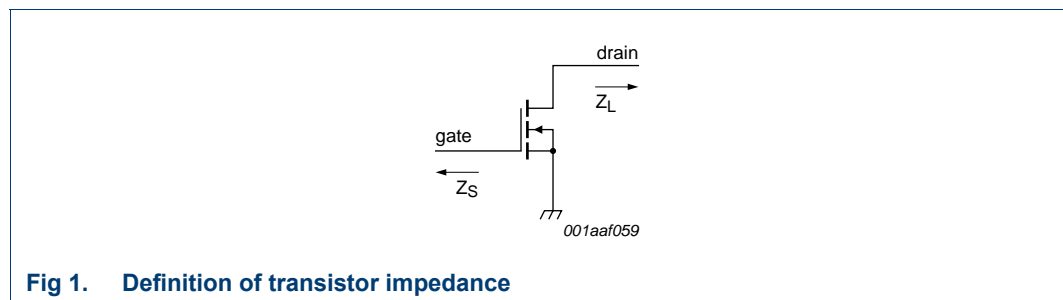 drain
Z_L
gate
Z_S
001aaf059
Fig 1. Definition of transistor impedance